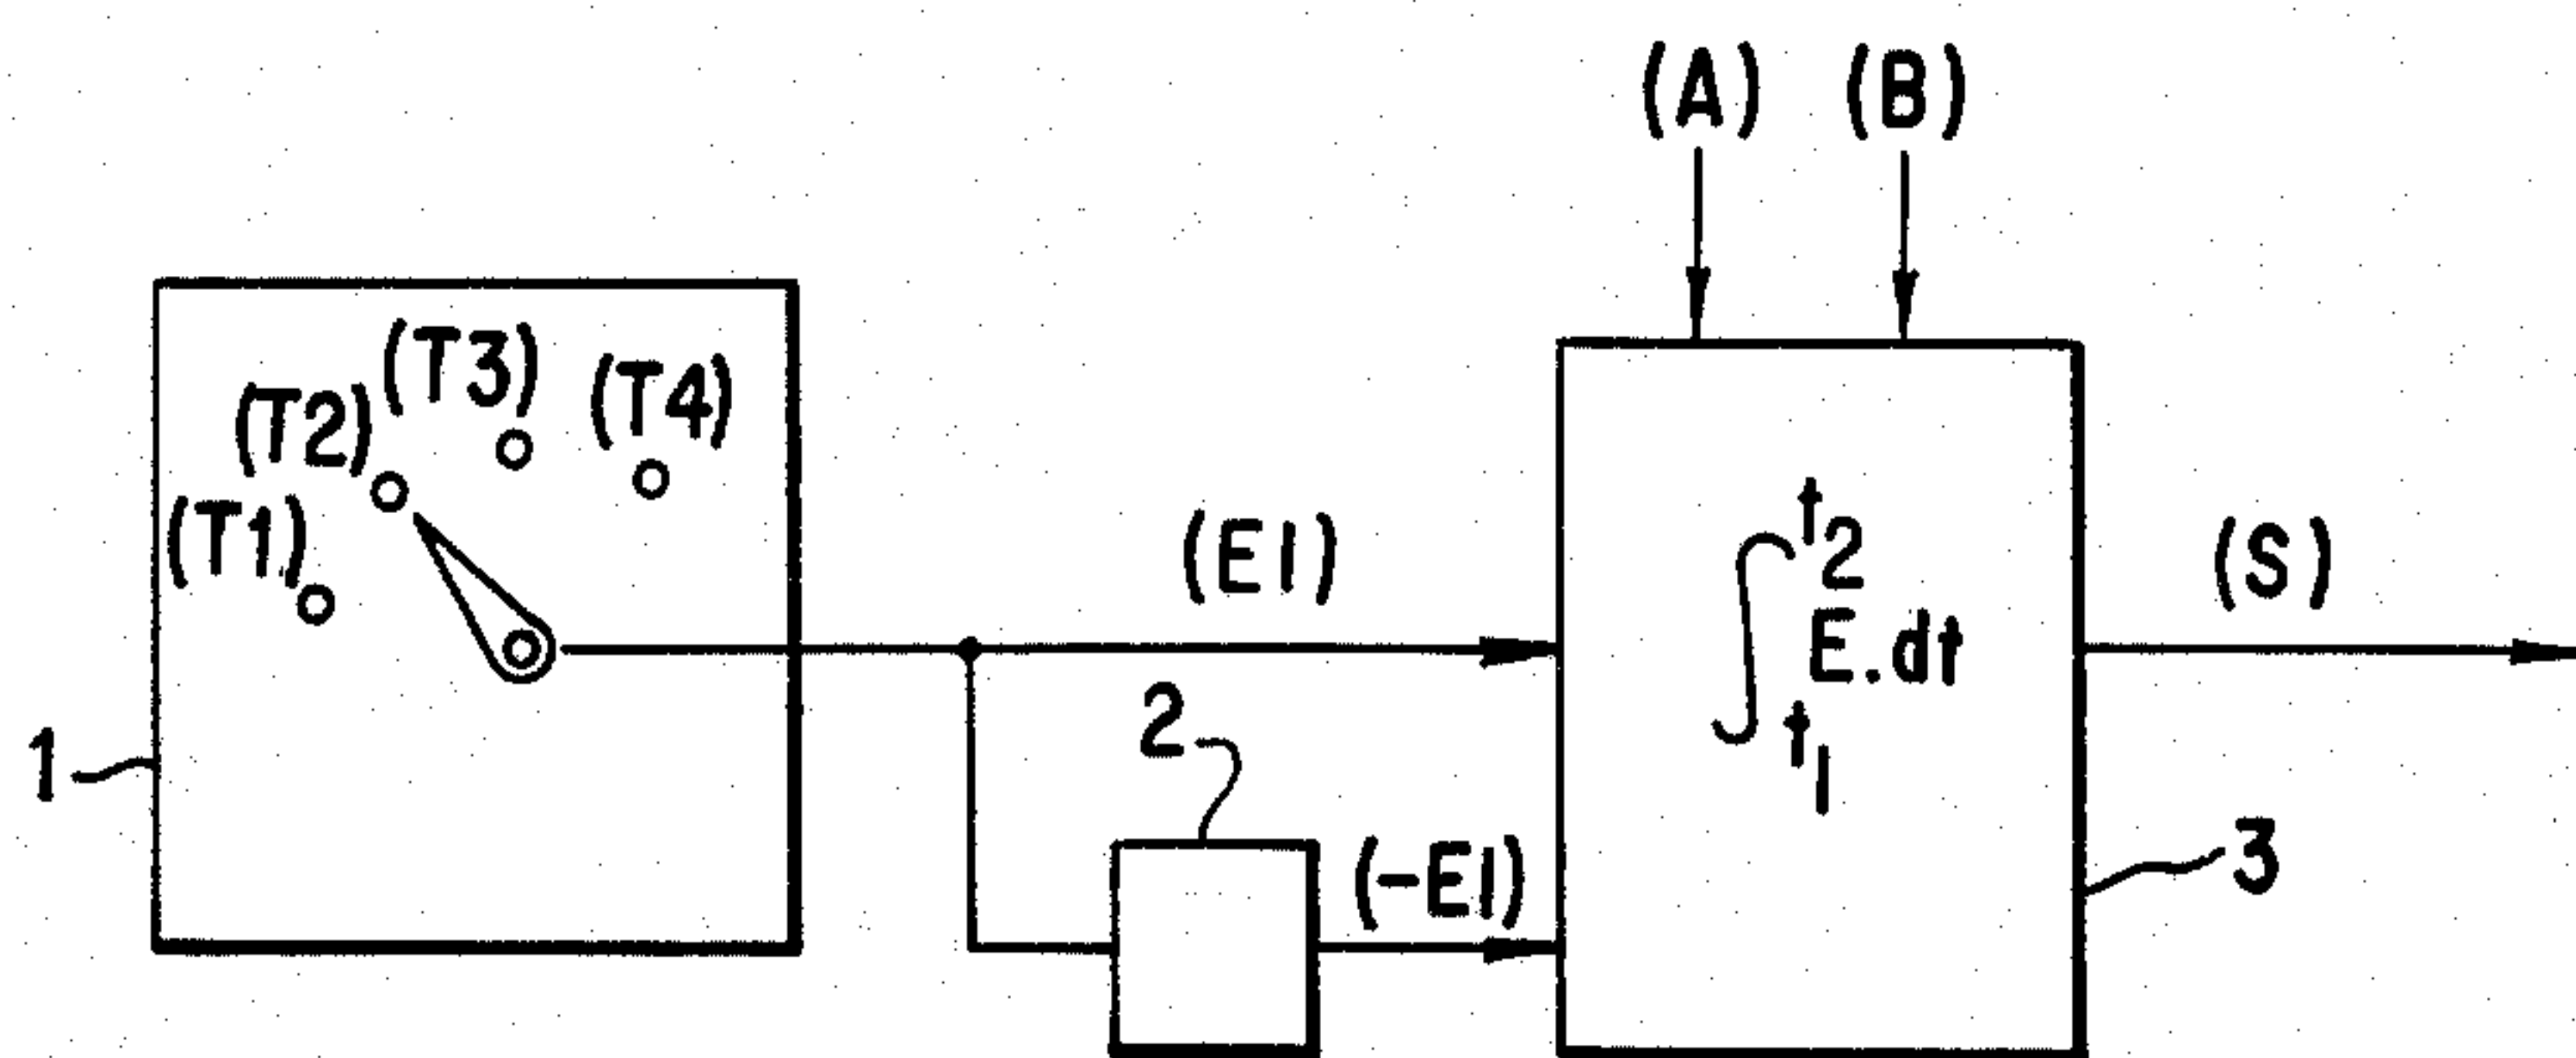 (A) (B)
(T3)
(T4)
(T2)
(T1)
(E1)
t2
∫ E.dt
t1
(S)
1
2
(-E1)
3